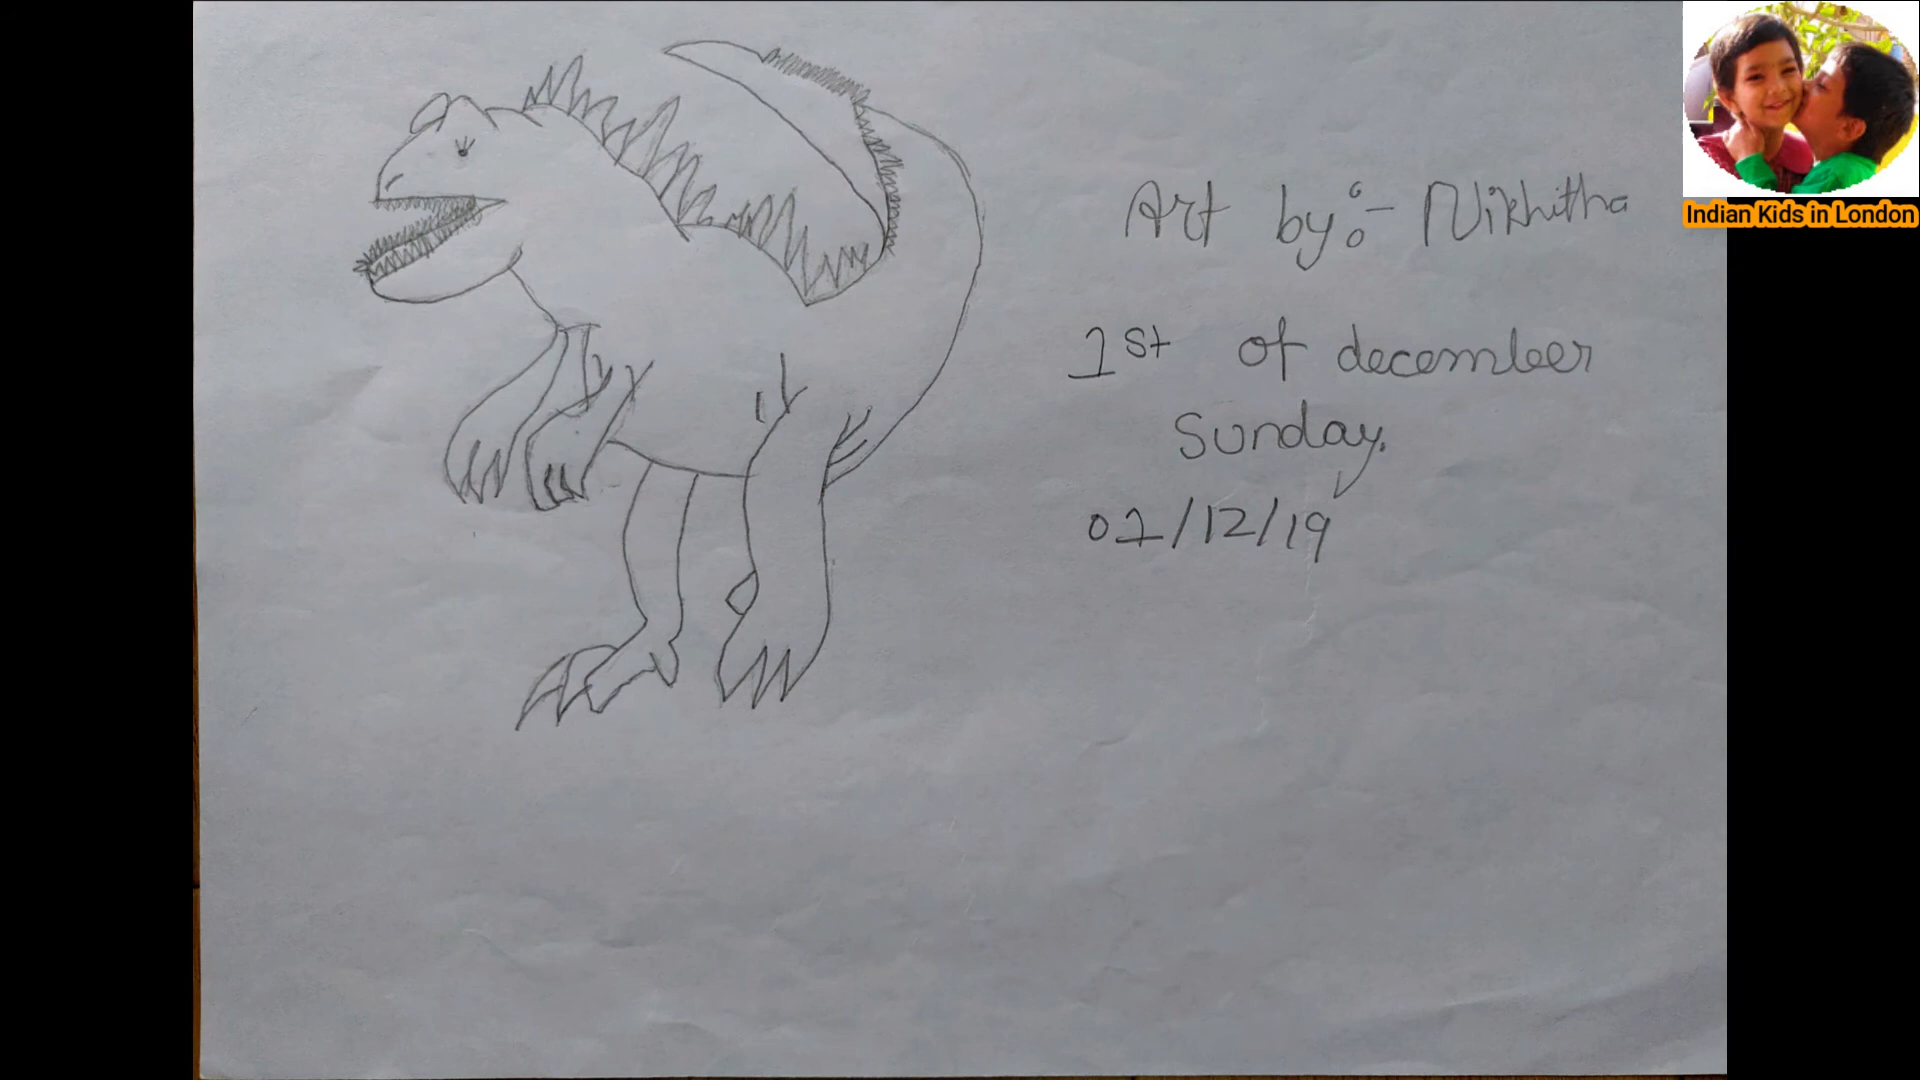 Art by:- Nikhitha
1st of december
Sunday.
01/12/19
Indian Kids in London